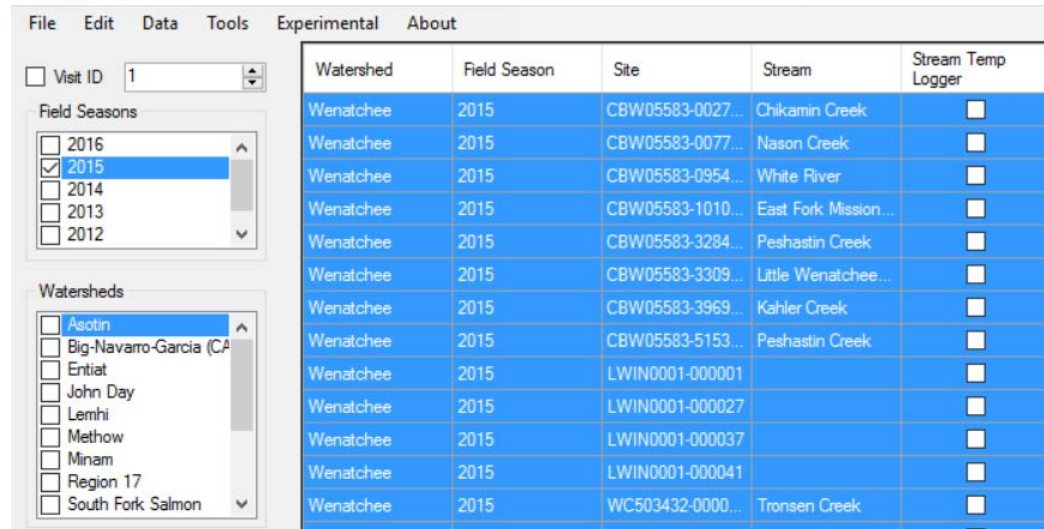 File Edit Data Tools Experimental About
Visit ID 1
Field Seasons
2016
2015
2014
2013
2012
Watersheds
Asotin
Big-Navarro-Garcia (CA
Entiat
John Day
Lemhi
Methow
Minam
Region 17
South Fork Salmon
Watershed Field Season Site Stream Stream Temp
Logger
Wenatchee 2015 CBW05583-0027... Chikamin Creek
Wenatchee 2015 CBW05583-0077... Nason Creek
Wenatchee 2015 CBW05583-0954... White River
Wenatchee 2015 CBW05583-1010... East Fork Mission...
Wenatchee 2015 CBW05583-3284... Peshastin Creek
Wenatchee 2015 CBW05583-3309... Little Wenatchee...
Wenatchee 2015 CBW05583-3969... Kahler Creek
Wenatchee 2015 CBW05583-5153... Peshastin Creek
Wenatchee 2015 LWIN0001-000001
Wenatchee 2015 LWIN0001-000027
Wenatchee 2015 LWIN0001-000037
Wenatchee 2015 LWIN0001-000041
Wenatchee 2015 WC503432-0000... Tronsen Creek